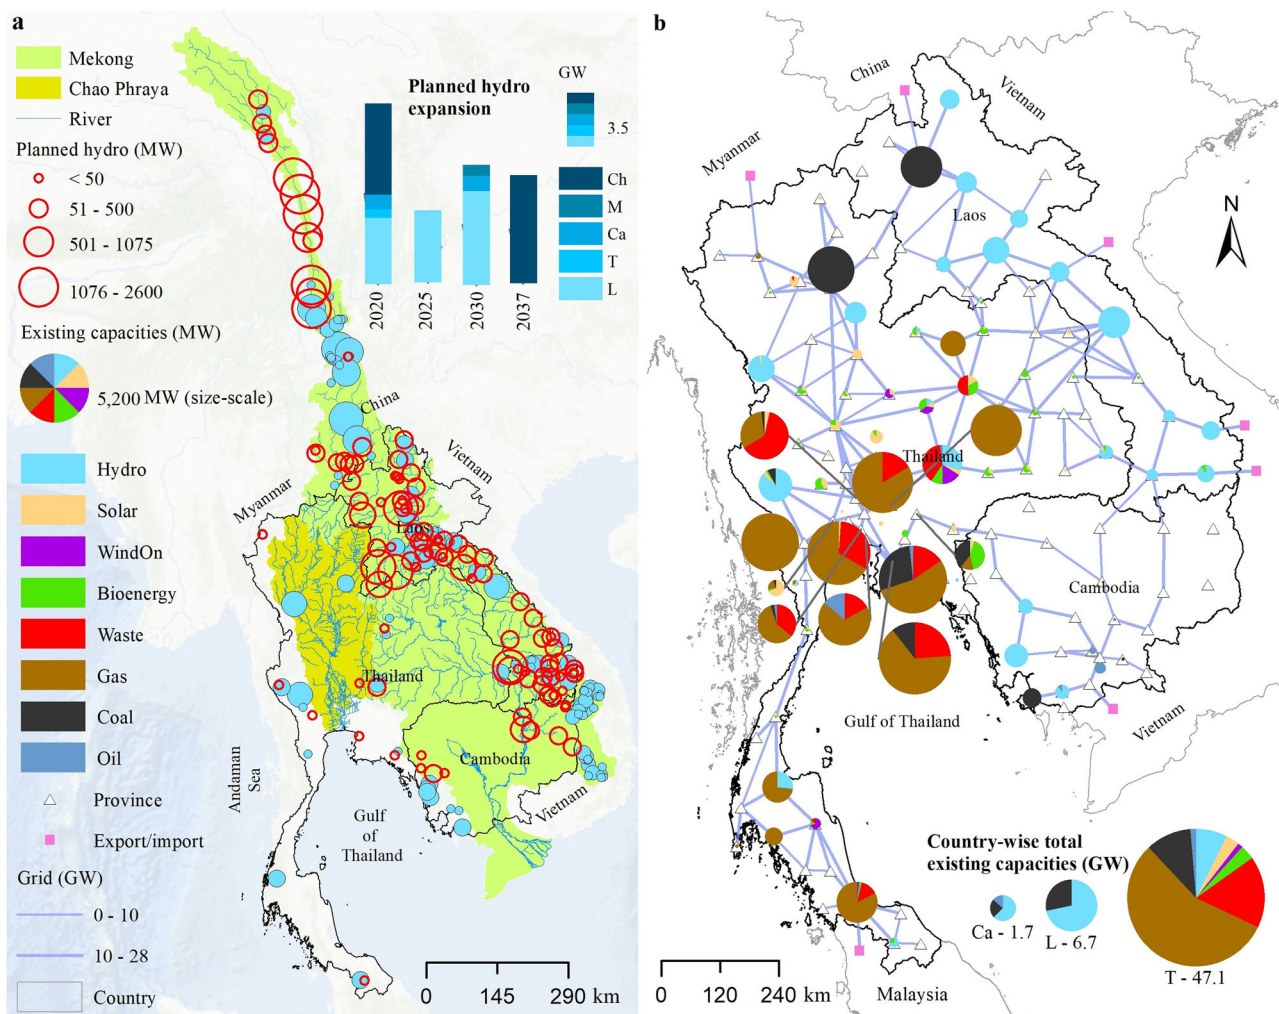 a
Mekong
Chao Phraya
River
Planned hydro (MW)
< 50
51 - 500
501 - 1075
1076 - 2600
Existing capacities (MW)
5,200 MW (size-scale)
Hydro
Solar
WindOn
Bioenergy
Waste
Gas
Coal
Oil
Province
Export/import
Grid (GW)
0 - 10
10 - 28
Country
Planned hydro
expansion
GW
3.5
Ch
M
Ca
T
L
2020
2025
2030
2037
China
Vietnam
Myanmar
Laos
Thailand
Cambodia
Vietnam
Andaman
Sea
Gulf
of
Thailand
0 145 290 km
b
China
Vietnam
Myanmar
Laos
N
Thailand
Cambodia
Gulf of Thailand
Vietnam
Country-wise total
existing capacities (GW)
Ca - 1.7
L - 6.7
T - 47.1
Malaysia
0 120 240 km